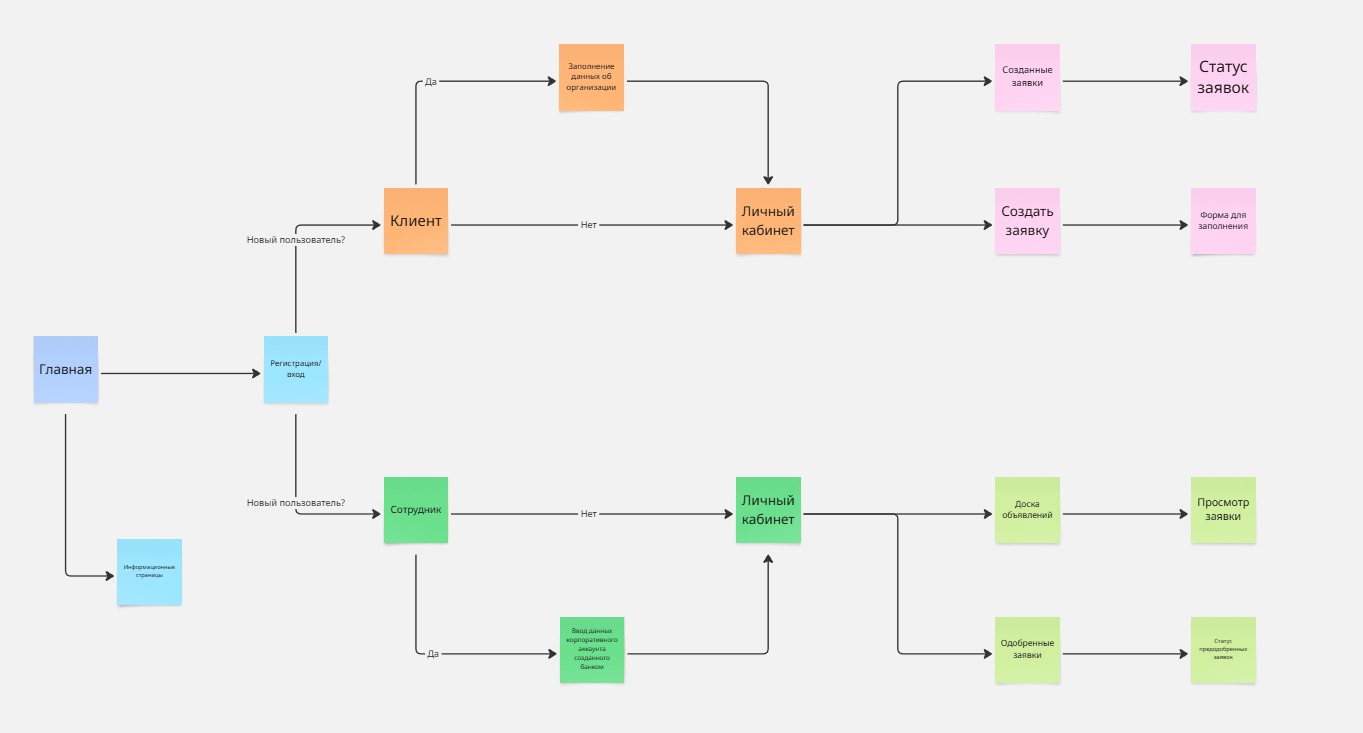 Да
Заполнение
данных об
организации
Созданные
заявки
Статус
заявок
Клиент
Нет
Личный
кабинет
Создать
заявку
Форма для
заполнения
Новый пользователь?
Главная
Регистрация/
вход
Новый пользователь?
Сотрудник
Нет
Личный
кабинет
Доска
объявлений
Просмотр
заявки
Информационные
страницы
Да
Ввод данных
корпоративного
аккаунта
созданного
банком
Одобренные
заявки
Статус
предодобренных
заявок